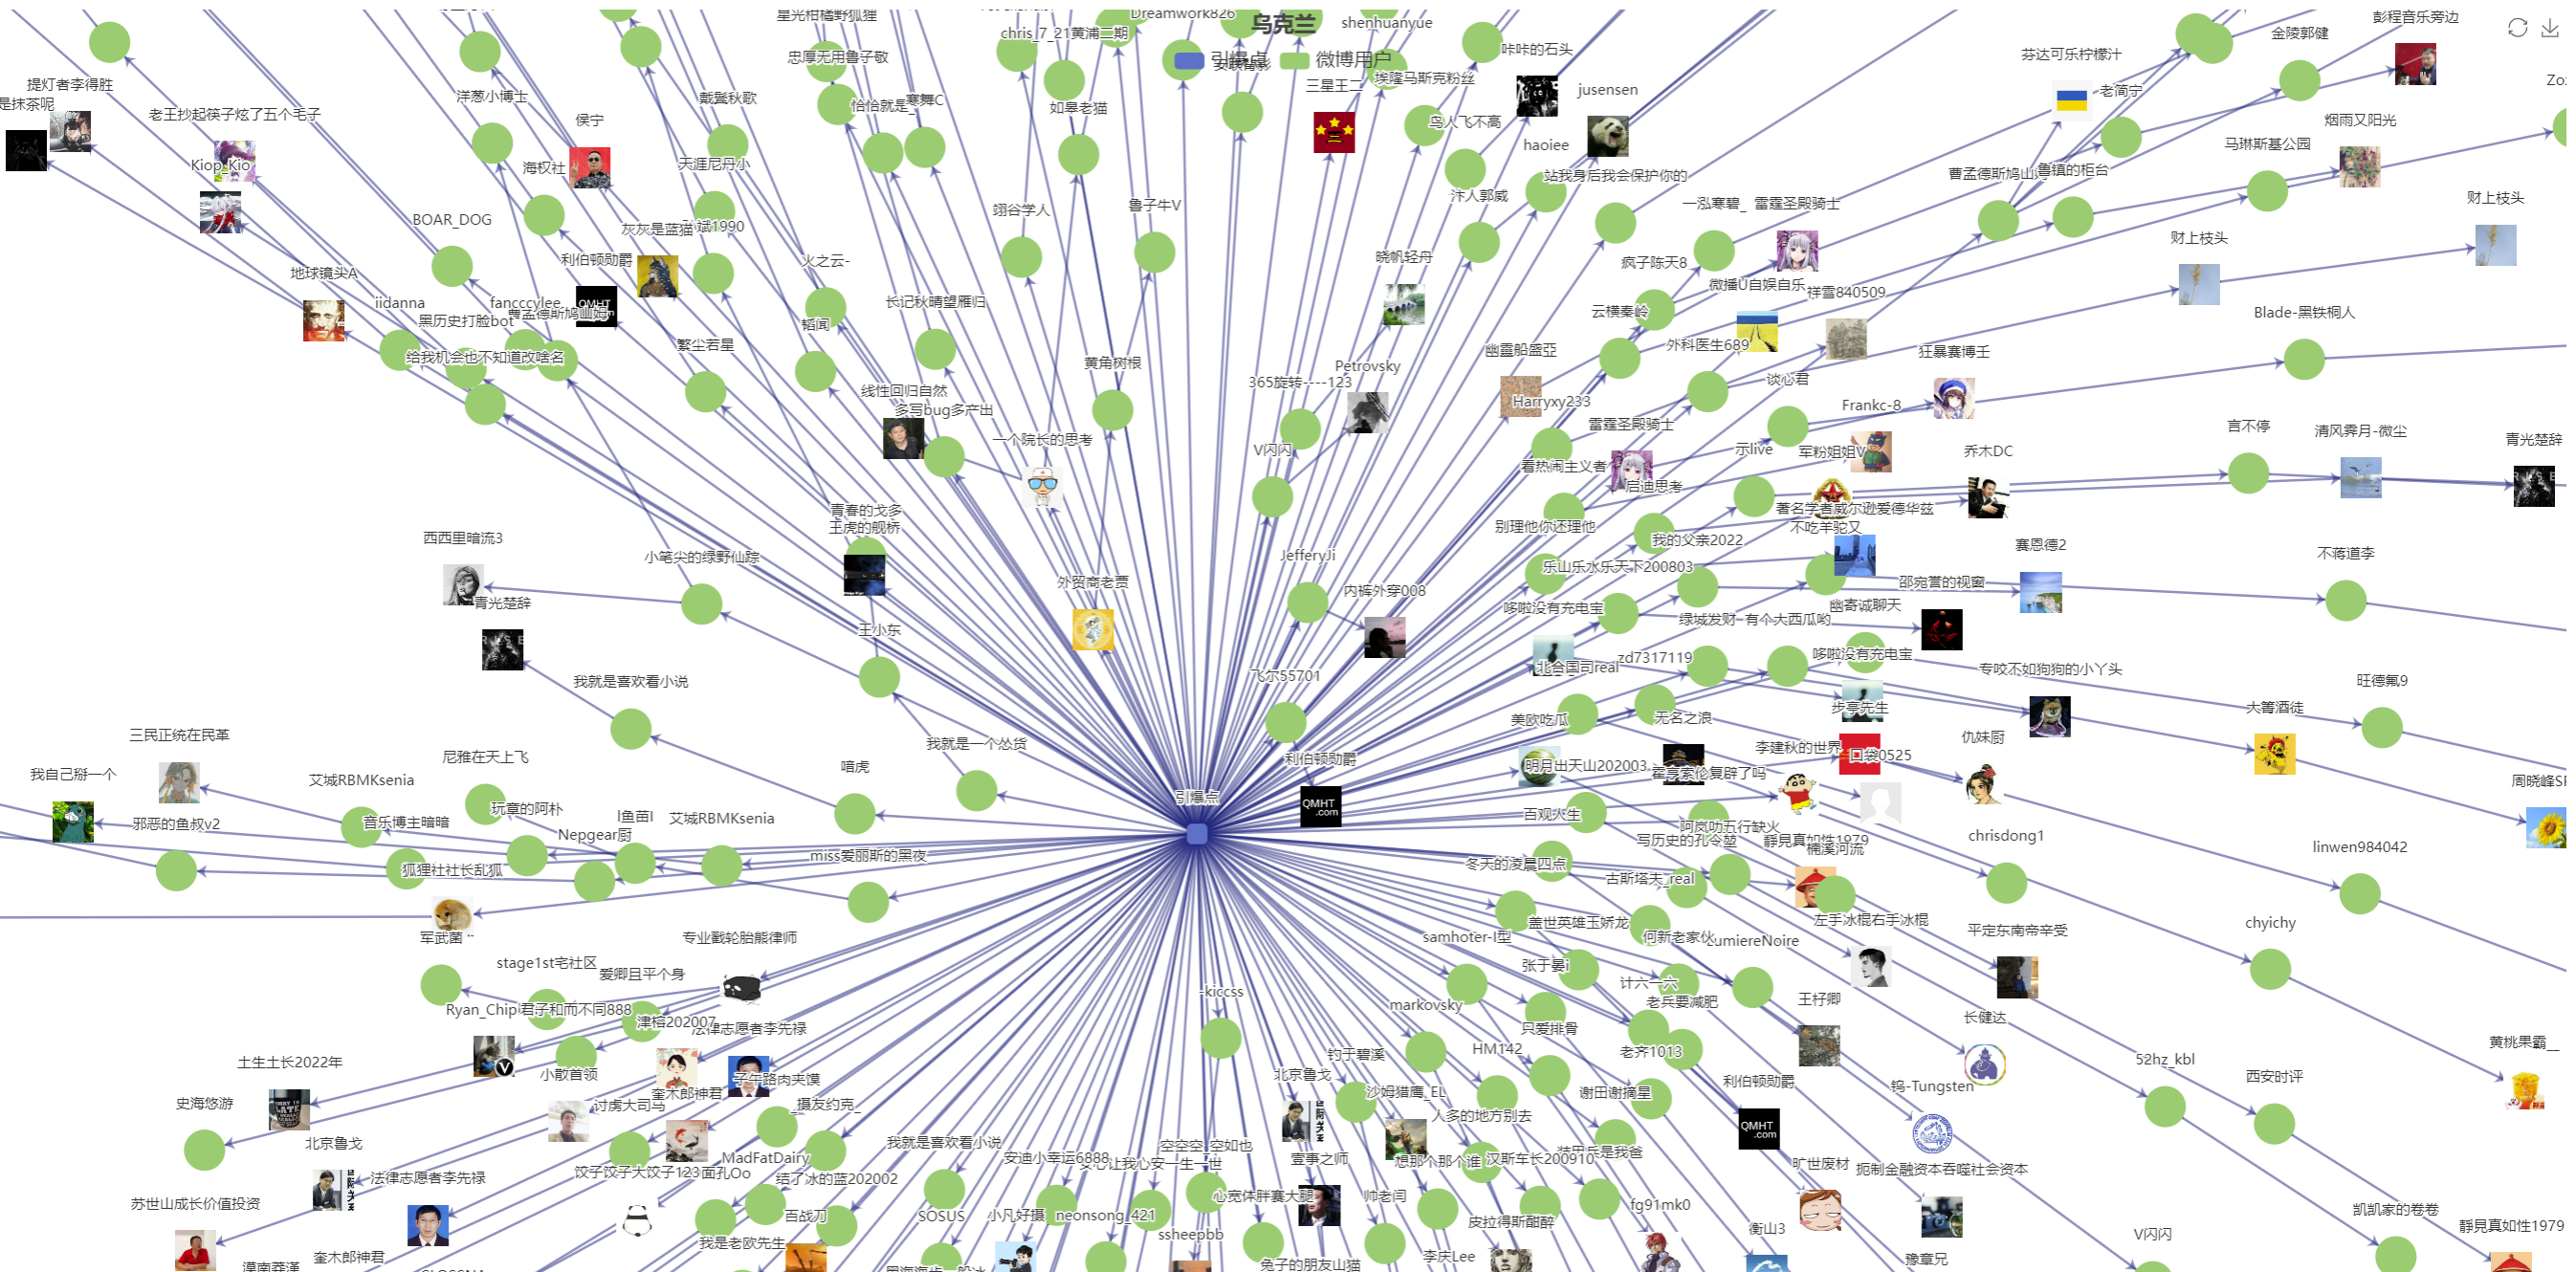 乌克兰
引爆点
微博用户
Dreamwork826
shenhuanyue
星光柑橘野狐狸
chris_7_21黄浦二期
彭程音乐旁边
金陵郭健
咔咔的石头
芬达可乐柠檬汁
忠厚无用鲁子敬
提灯者李得胜
埃隆马斯克粉丝
三星王二
jusensen
老简宁
是抹茶呢
洋葱小博士
戴鬒秋歌
恰恰就是
寒舞C
如皋老猫
老王抄起筷子炫了五个毛子
侯宁
鸟人飞不高
烟雨又阳光
haoiee
马琳斯基公园
Kiop_Kio
海权社
天涯尼丹小
站我身后我会保护你的
鲁镇的柜台
汴人郭威
财上枝头
翊谷学人
鲁子牛V
一泓寒碧_
雷霆圣殿骑士
BOAR_DOG
灰灰是蓝猫
斌1990
财上枝头
利伯顿勋爵
火之云-
晓帆轻舟
疯子陈天8
地球镜头A
微播U自娱自乐
祥雪840509
iidanna
fancccylee
长记秋晴望雁归
云横秦岭
Blade-黑铁桐人
黑历史打脸bot
曹孟德斯鸠
韬闻
繁尘若星
外科医生689
幽靈船盛亞
狂暴赛博壬
给我机会也不知道改啥名
黄角树根
Petrovsky
365旋转----123
谈心君
线性回归自然
多写bug多产出
Harryxy233
Frankc-8
雷霆圣殿骑士
言不停
清风霁月-微尘
青光楚辞
一个院长的思考
V闪闪
示live
军粉姐姐V
乔木DC
看热闹主义者
启迪思考
青春的戈多
王虎的舰桥
著名学者威尔逊爱德华兹
别理他你还理他
不吃羊驼又
西西里暗流3
我的父亲2022
赛恩德2
小笔尖的绿野仙踪
JefferyJi
不蒋道李
乐山乐水乐天下200803
外贸商老贾
内裤外穿008
邵宛誉的视窗
青光楚辞
哆啦没有充电宝
幽寄诚聊天
绿城发财
有个大西瓜哟
王小东
北合国司real
zd7317119
哆啦没有充电宝
飞尔55701
专咬不如狗狗的小丫头
我就是喜欢看小说
旺德氟9
步亭先生
大箐酒徒
美欧吃瓜
无名之浪
三民正统在民革
我就是一个怂货
李建秋的世界
仇妹厨
口袋0525
尼雅在天上飞
利伯顿勋爵
明月出天山202003
霍亨索伦复辟了吗
我自己掰一个
艾城RBMKsenia
暗虎
周晓峰SP
引爆点
玩章的阿朴
百观人生
邪恶的鱼叔v2
音乐博主暗暗
I鱼苗I
艾城RBMKsenia
阿岚叻五行缺火
Nepgear厨
写历史的孔令堃
靜見真如性1979
楠溪河流
chrisdong1
linwen984042
miss爱丽斯的黑夜
冬天的凌晨四点
狐狸社社长乱狐
古斯塔夫_real
盖世英雄玉娇龙
左手冰棍右手冰棍
chyichy
军武菌
专业戳轮胎熊律师
samhoter-I型
何新老家伙
LumiereNoire
平定东南帝辛受
stage1st宅社区
爱卿且平个身
张于晏i
计六一六
-kiccss
老兵要减肥
王杍卿
markovsky
Ryan_Chip
君子和而不同888
津榕202007
法律志愿者李先禄
只爱排骨
长健达
黄桃果霸__
HM142
老齐1013
钓于碧溪
52hz_kbl
土生土长2022年
小散首领
北京鲁戈
子午路肉夹馍
利伯顿勋爵
西安时评
奎木郎神君
沙姆猎鹰_EL
谢田谢摘星
钨-Tungsten
史海悠游
讨虏大司马
_摄友约克_
人多的地方别去
北京鲁戈
我就是喜欢看小说
空空空_空如也
装甲兵是我爸
MadFatDairy
安迪小幸运6888
安心让我心安一生一世
壹事之师
想那个那个谁
汉斯车长200910
旷世废材
扼制金融资本吞噬社会资本
法律志愿者李先禄
饺子饺子大饺子123
面孔Oo
结了冰的蓝202002
心宽体胖赛大腿
帅老闫
苏世山成长价值投资
fg91mk0
百战刀
SOSUS
小凡好摄
neonsong_421
皮拉得斯酣醉
衡山3
凯凯家的卷卷
靜見真如性1979
ssheepbb
V闪闪
我是老欧先生
奎木郎神君
李庆Lee
兔子的朋友山猫
豫章兄
漠南莽漢